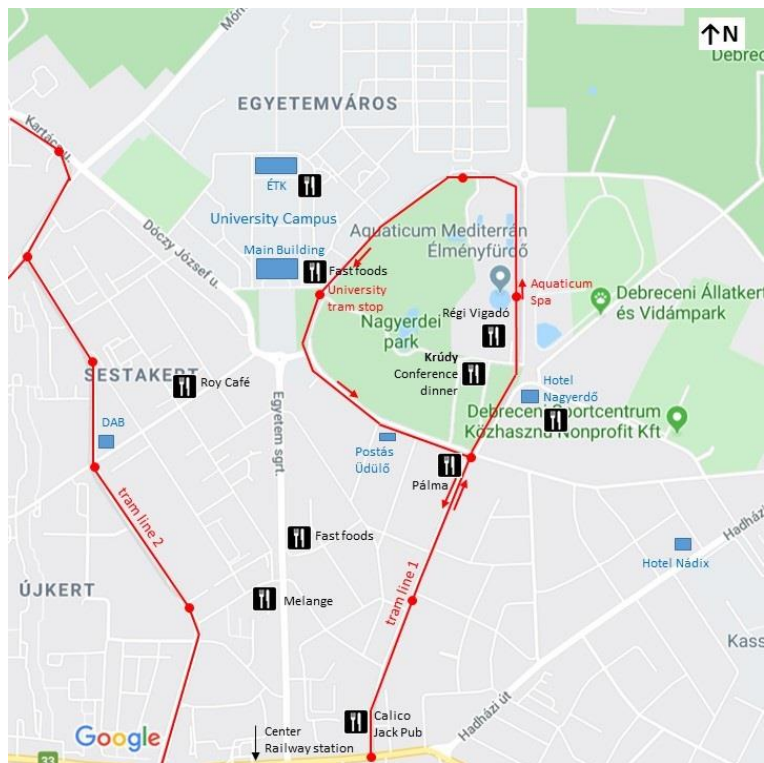 ↑N
Món
Debrec
EGYETEMVÁROS
Kartács u.
ÉTK
University Campus
Dóczy József u.
Main Building
Aquaticum Mediterrán
Élményfürdő
Fast foods
University
tram stop
Aquaticum
Spa
Debreceni Állatkert
és Vidámpark
Régi Vigadó
Nagyerdei
park
Krúdy
Conference
dinner
SESTAKERT
Roy Café
Egyetem sgrt.
Hotel
Nagyerdő
Debreceni Sportcentrum
Közhasznú Nonprofit Kft
DAB
Postás
Üdülő
Pálma
tram line 2
Fast foods
Hadházi
Hotel Nádix
ÚJKERT
Melange
tram line 1
Kass
Hadházi út
Calico
Jack Pub
Google
Center
Railway station
33